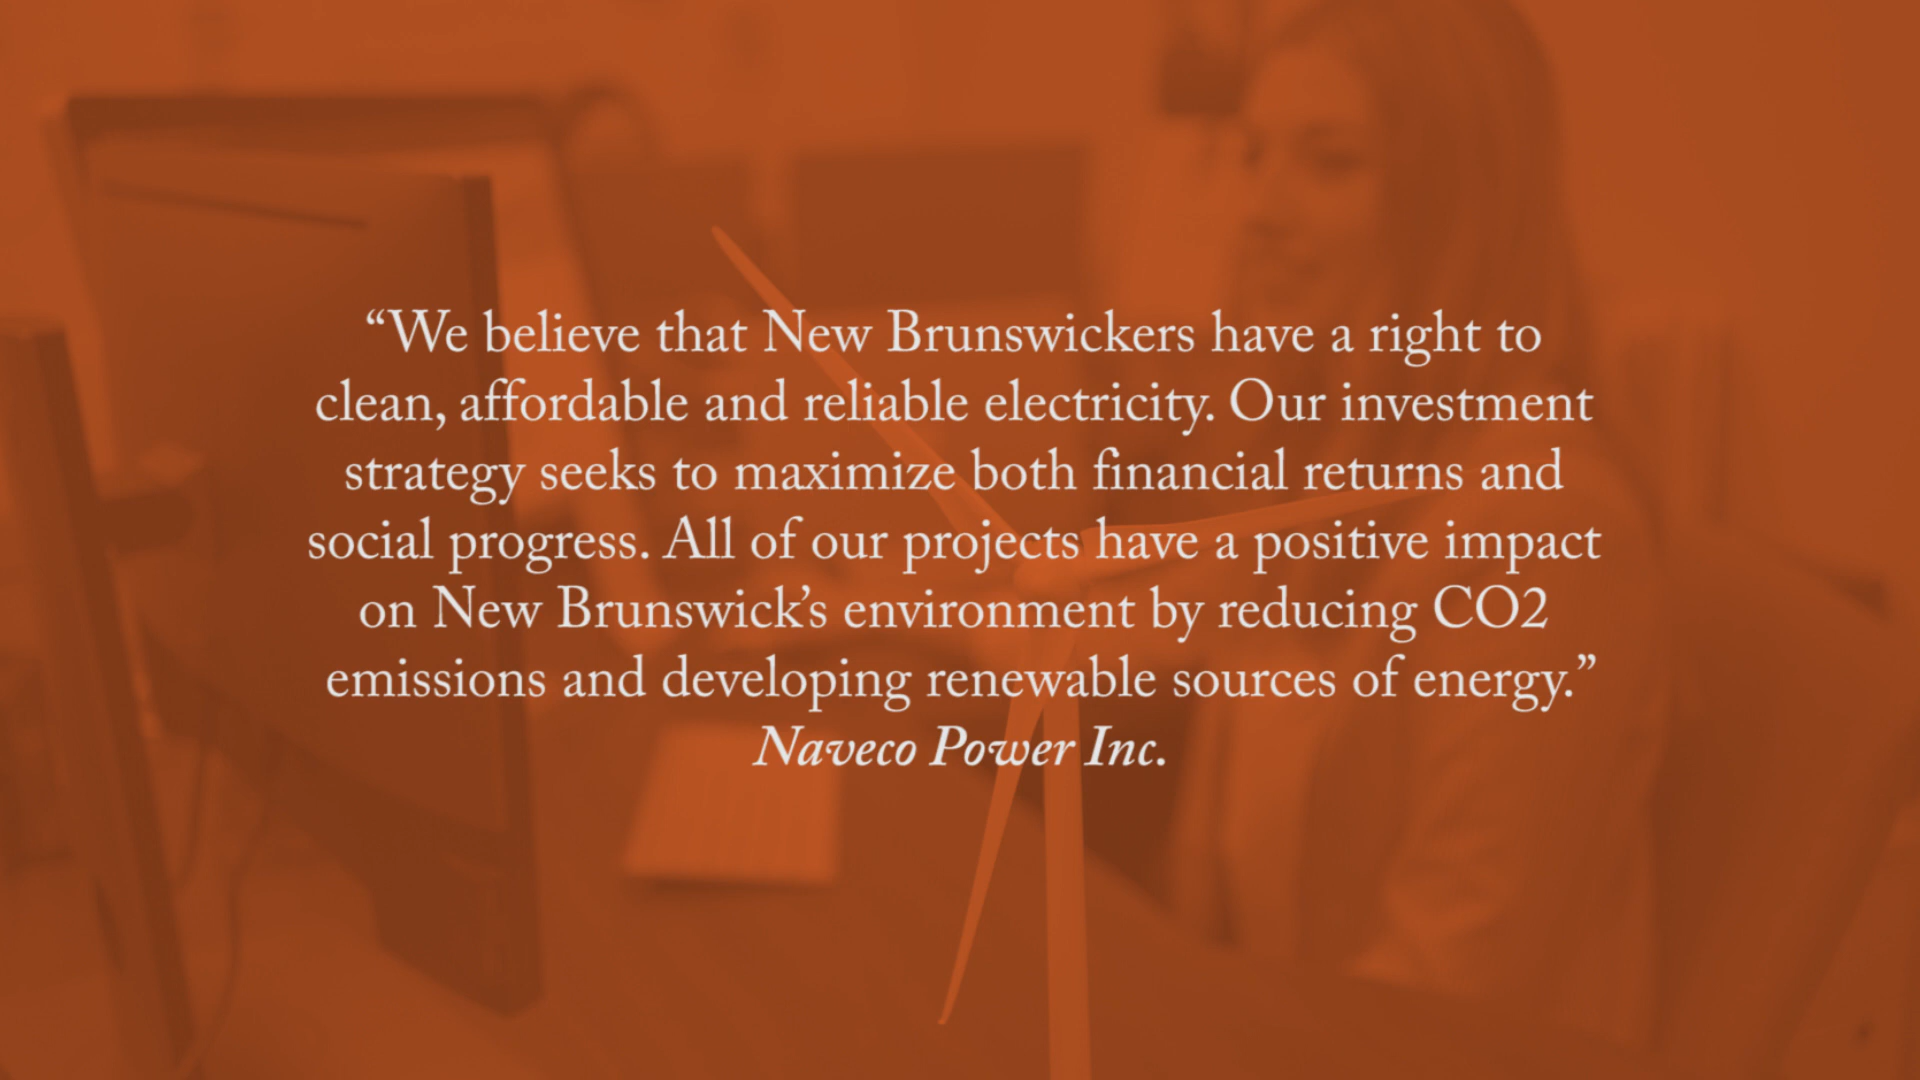 “We believe that New Brunswickers have a right to
clean, affordable and reliable electricity. Our investment
strategy seeks to maximize both financial returns and
social progress. All of our projects have a positive impact
on New Brunswick’s environment by reducing CO2
emissions and developing renewable sources of energy.”
Naveco Power Inc.